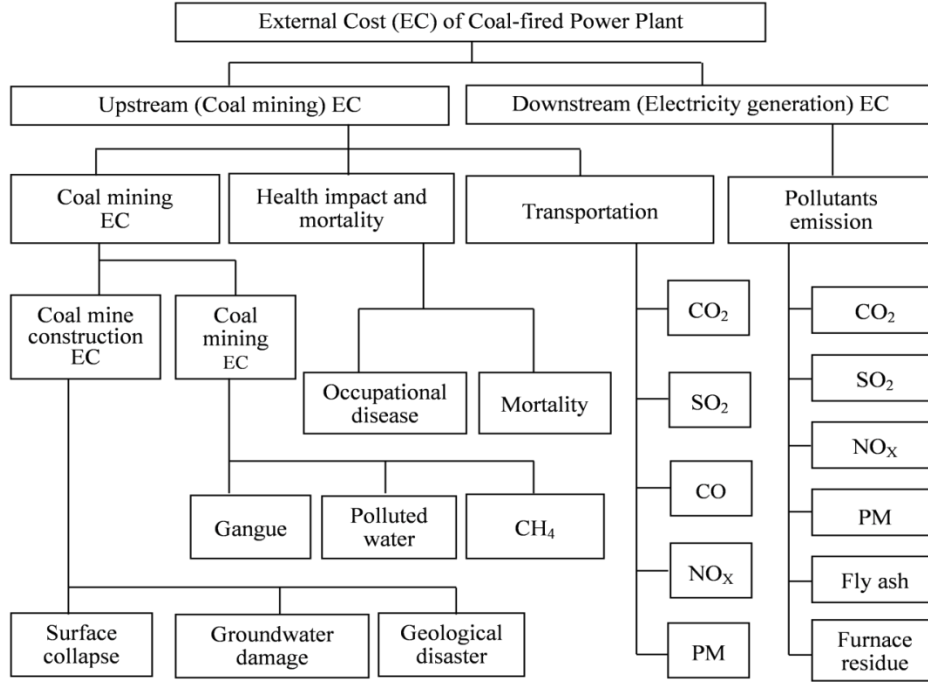 External Cost (EC) of Coal-fired Power Plant
Upstream (Coal mining) EC
Downstream (Electricity generation) EC
Coal mining
EC
Health impact and
mortality
Transportation
Pollutants
emission
Coal mine
construction
EC
Coal
mining
EC
Occupational
disease
Mortality
Gangue
Polluted
water
CH₄
Surface
collapse
Groundwater
damage
Geological
disaster
CO₂
SO₂
CO
NOX
PM
CO₂
SO₂
NOX
PM
Fly ash
Furnace
residue